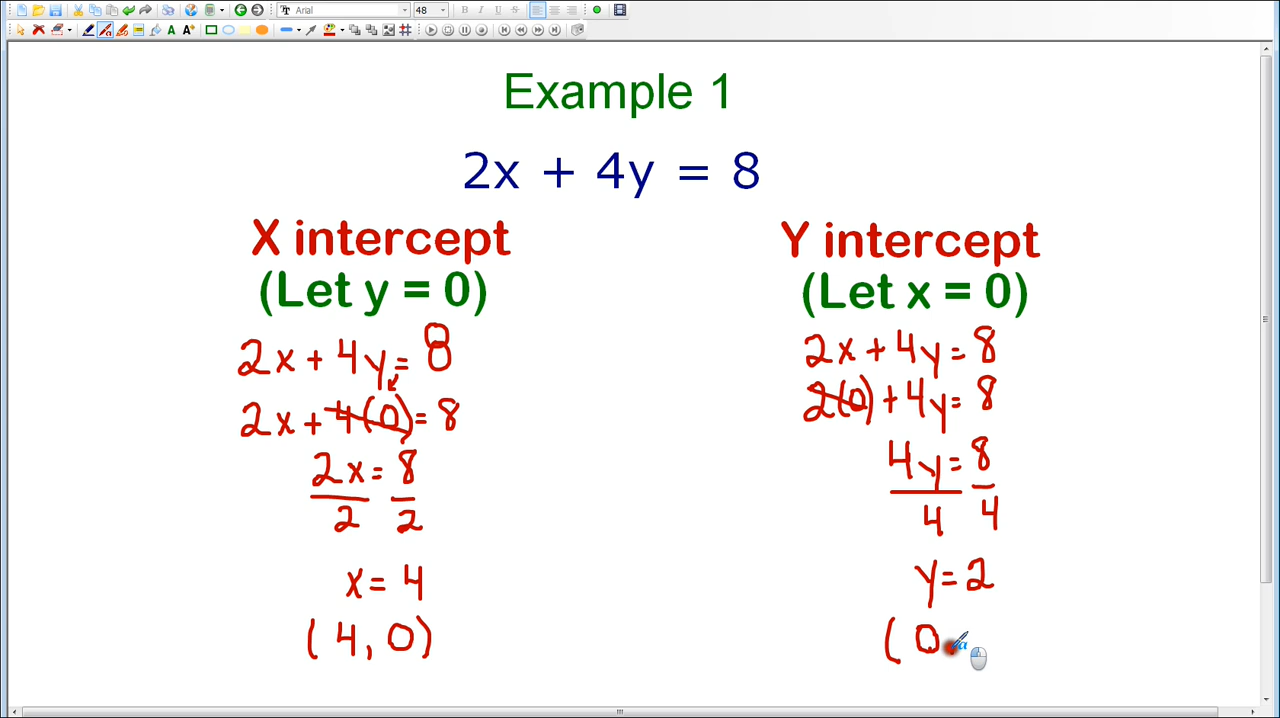 Arial 48
Example 1
2x + 4y = 8
X intercept
(Let y = 0)
2x + 4y = 8
2x + 4(0) = 8
2x = 8
2 2
x = 4
(4, 0)
Y intercept
(Let x = 0)
2x + 4y = 8
2(0) + 4y = 8
4y = 8
4 4
y = 2
(0